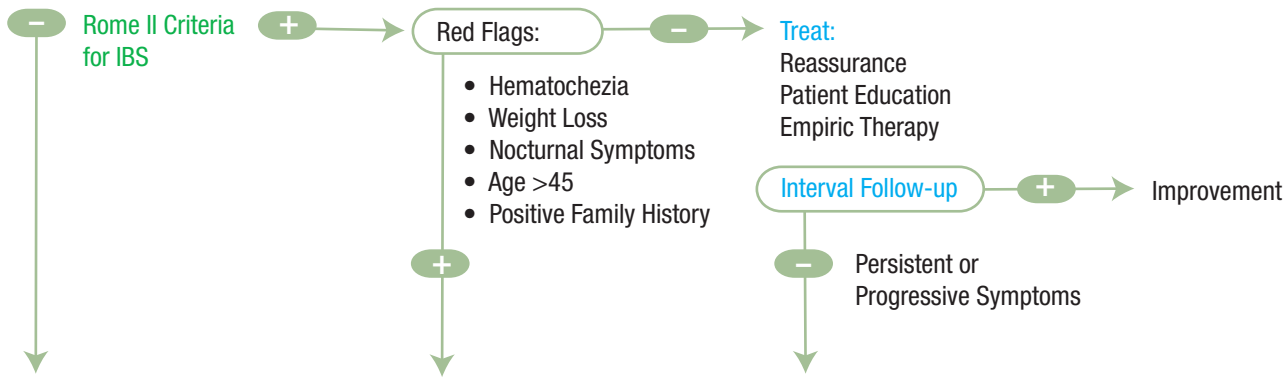 –
Rome II Criteria
for IBS
+
Red Flags:
• Hematochezia
• Weight Loss
• Nocturnal Symptoms
• Age >45
• Positive Family History
+
–
Treat:
Reassurance
Patient Education
Empiric Therapy
Interval Follow-up
+
Improvement
–
Persistent or
Progressive Symptoms